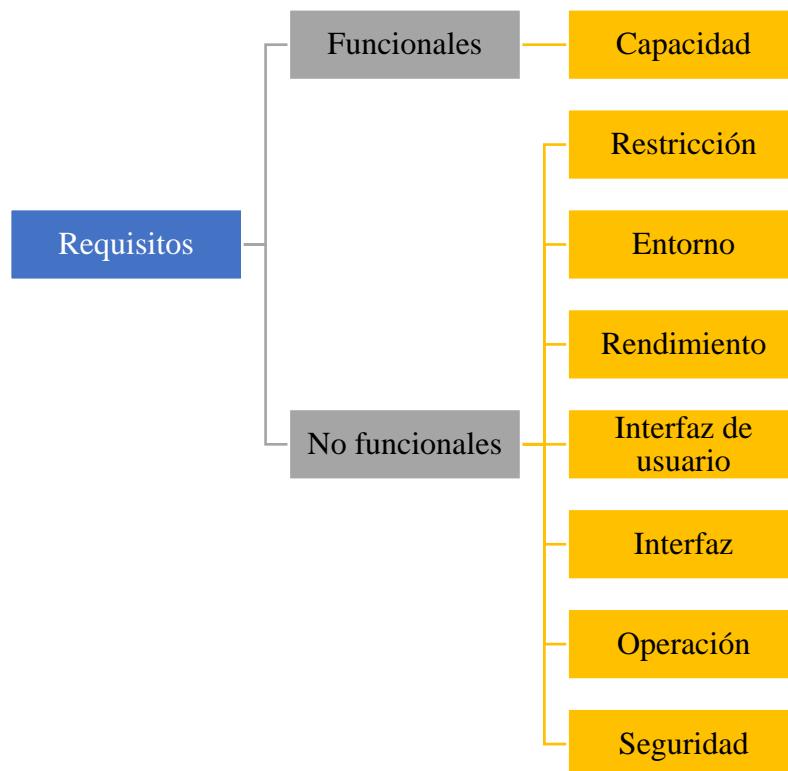 Requisitos
Funcionales
Capacidad
No funcionales
Restricción
Entorno
Rendimiento
Interfaz de
usuario
Interfaz
Operación
Seguridad